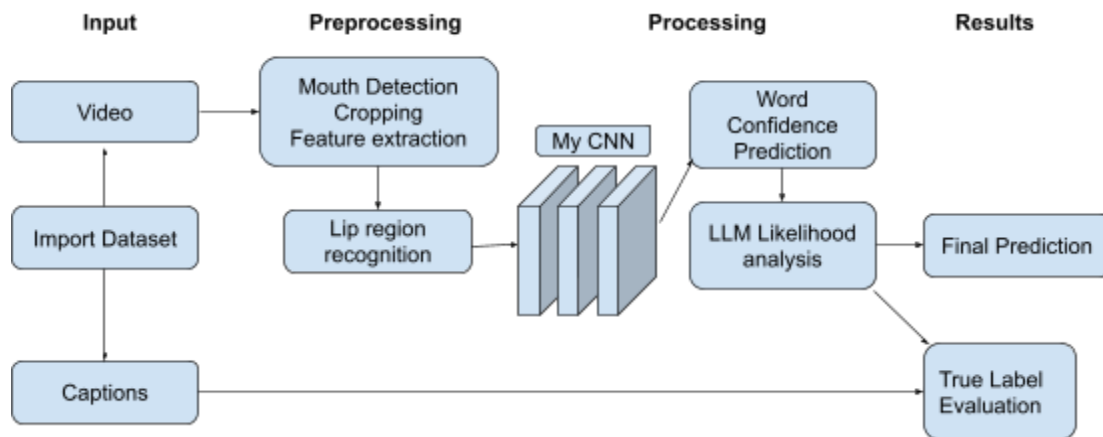 Input
Preprocessing
Processing
Results
Video
Mouth Detection
Cropping
Feature extraction
My CNN
Word
Confidence
Prediction
Import Dataset
Lip region
recognition
LLM Likelihood
analysis
Final Prediction
Captions
True Label
Evaluation